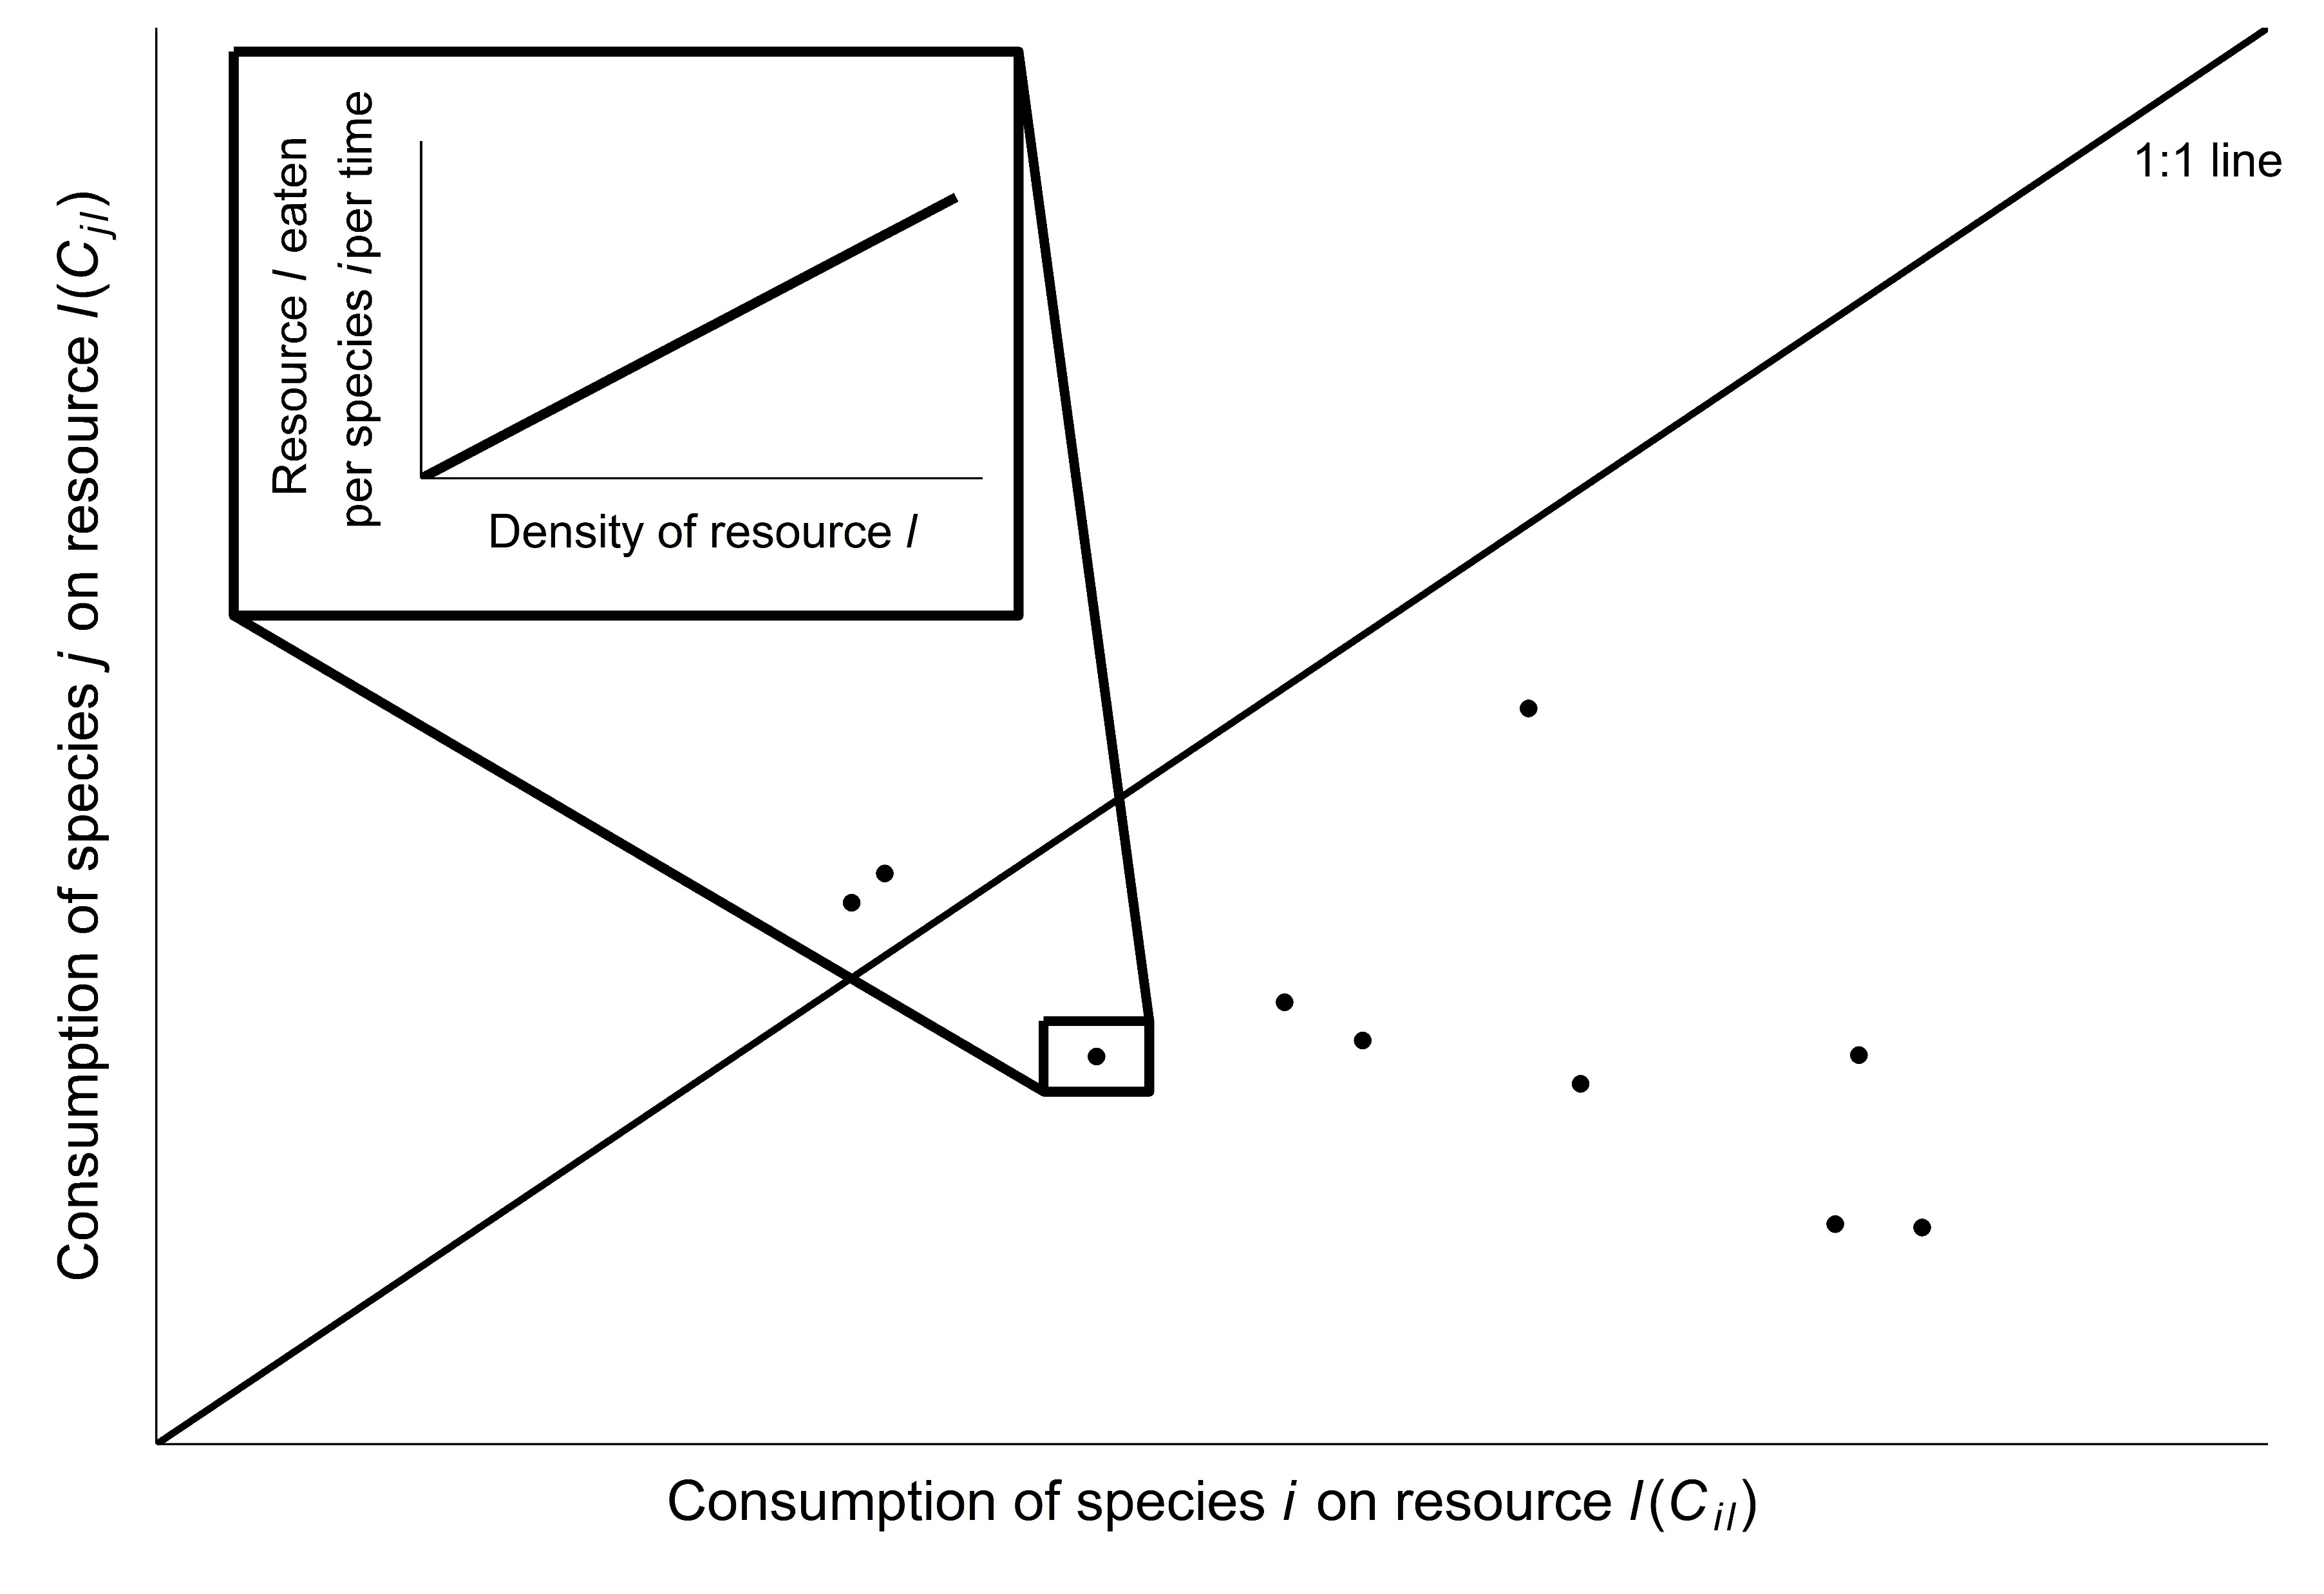 Consumption of species j on resource l(Cjl)
Resource l eaten
per species i per time
Density of resource l
1:1 line
Consumption of species i on resource l(Cil)